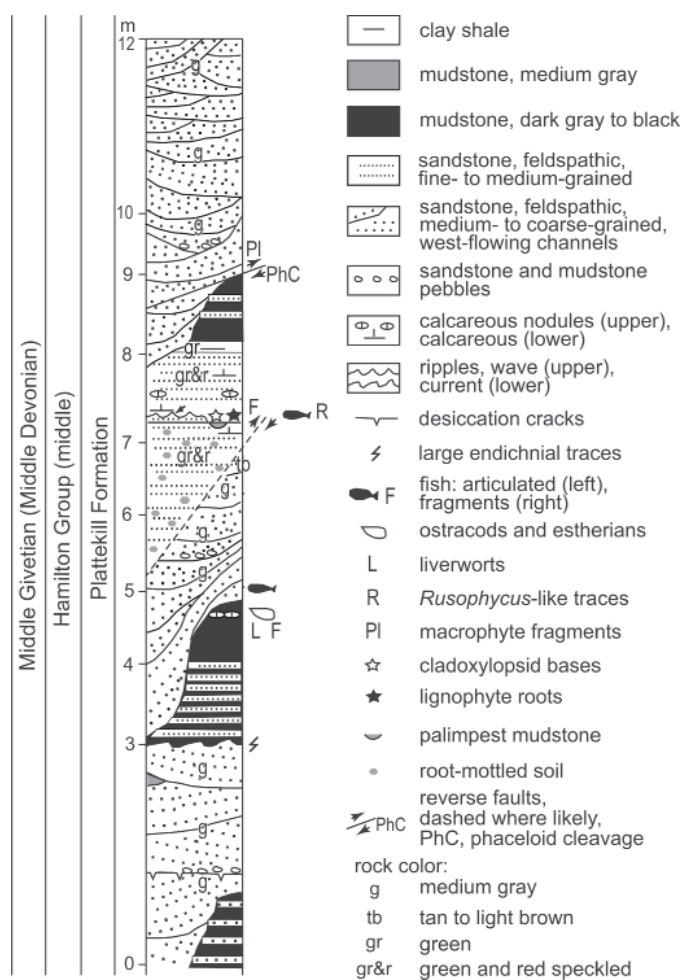 Middle Givetian (Middle Devonian)
Hamilton Group (middle)
Plattekill Formation
m
12
g
g
10
g
Pl
9
PhC
8
gr
gr&r
F
R
7
gr&r
tb
g
6
g
g
5
L F
4
3
g
g
g
0
clay shale
mudstone, medium gray
mudstone, dark gray to black
sandstone, feldspathic,
fine- to medium-grained
sandstone, feldspathic,
medium- to coarse-grained,
west-flowing channels
sandstone and mudstone
pebbles
calcareous nodules (upper),
calcareous (lower)
ripples, wave (upper),
current (lower)
desiccation cracks
large endichnial traces
F fish: articulated (left),
fragments (right)
ostracods and estherians
L liverworts
R Rusophycus-like traces
Pl macrophyte fragments
cladoxylopsid bases
lignophyte roots
palimpest mudstone
root-mottled soil
reverse faults,
dashed where likely,
PhC PhC, phaceloid cleavage
rock color:
g medium gray
tb tan to light brown
gr green
gr&r green and red speckled